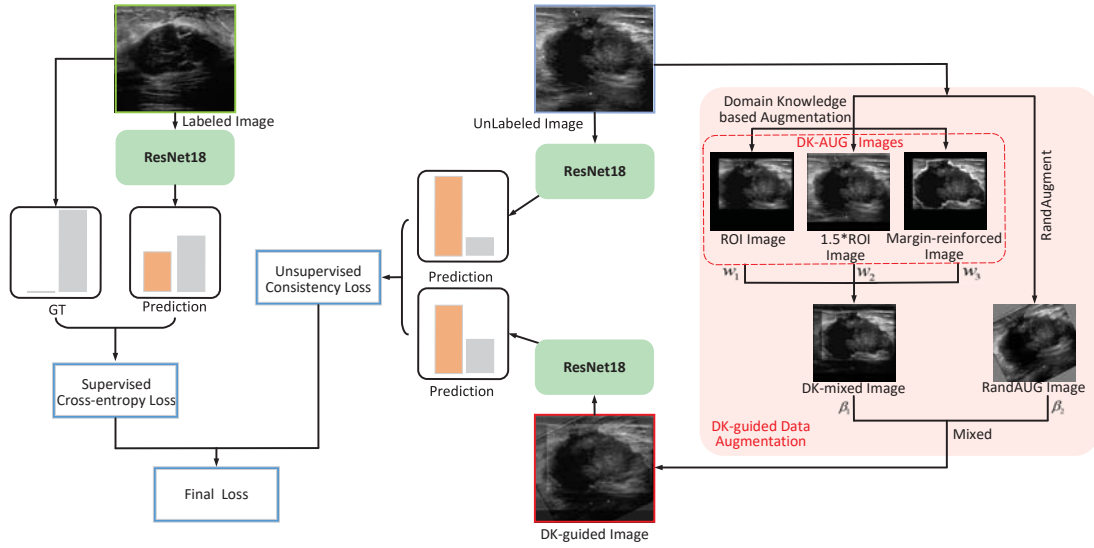 Labeled Image
ResNet18
GT
Prediction
Supervised
Cross-entropy Loss
Final Loss
Unsupervised
Consistency Loss
UnLabeled Image
ResNet18
Prediction
Prediction
ResNet18
DK-guided Image
Domain Knowledge
based Augmentation
DK-AUG Images
ROI Image
1.5*ROI
Image
Margin-reinforced
Image
w1
w2
w3
RandAugment
DK-mixed Image
RandAUG Image
β1
β2
Mixed
DK-guided Data
Augmentation